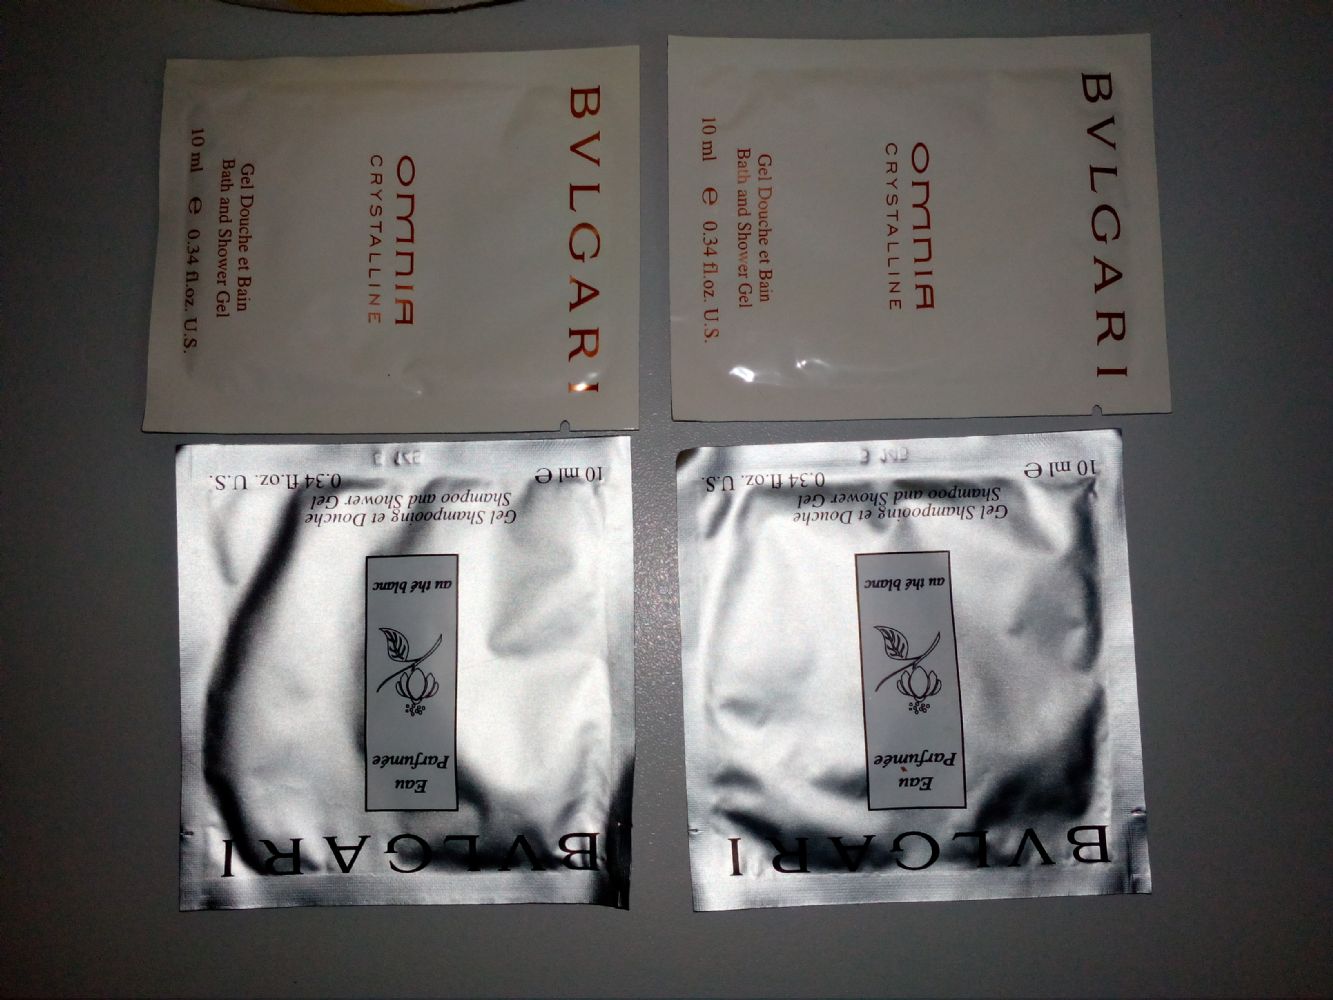 BVLGARI
OMNIA
CRYSTALLINE
Gel Douche et Bain
Bath and Shower Gel
10 ml e 0.34 fl.oz. U.S.
BVLGARI
OMNIA
CRYSTALLINE
Gel Douche et Bain
Bath and Shower Gel
10 ml e 0.34 fl.oz. U.S.
BVLGARI
Eau
Parfumée
au thé blanc
Gel Shampooing et Douche
Shampoo and Shower Gel
10 ml e 0.34 fl.oz. U.S.
BVLGARI
Eau
Parfumée
au thé blanc
Gel Shampooing et Douche
Shampoo and Shower Gel
10 ml e 0.34 fl.oz. U.S.